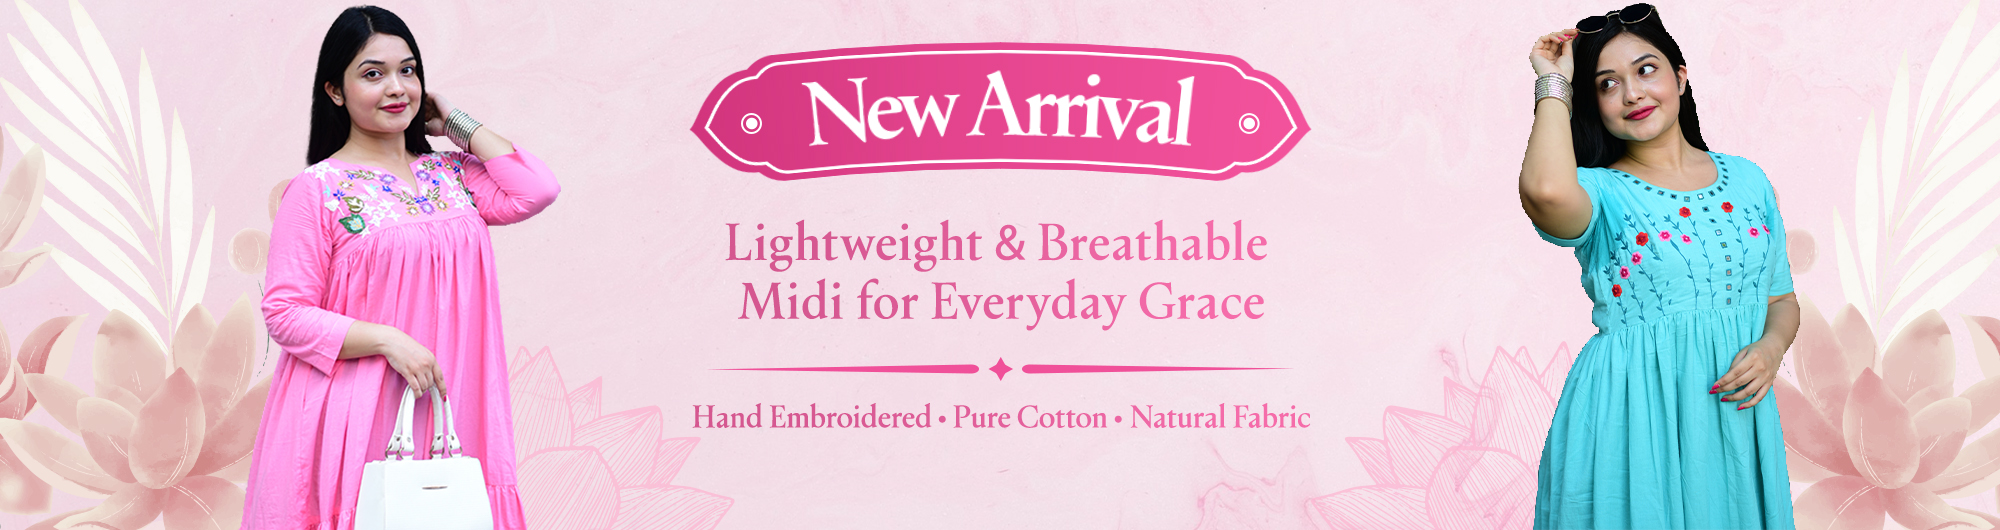 New Arrival
Lightweight & Breathable
Midi for Everyday Grace
Hand Embroidered • Pure Cotton • Natural Fabric